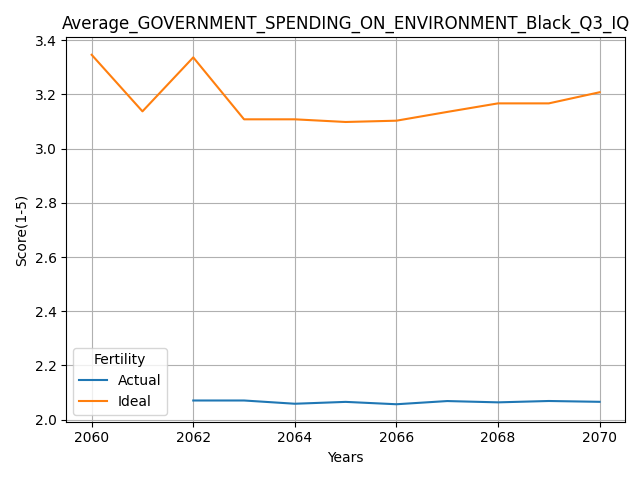 Average_GOVERNMENT_SPENDING_ON_ENVIRONMENT_Black_Q3_IQ
3.4
3.2
3.0
2.8
2.6
2.4
2.2
2.0
Score(1-5)
Fertility
Actual
Ideal
2060 2062 2064 2066 2068 2070
Years